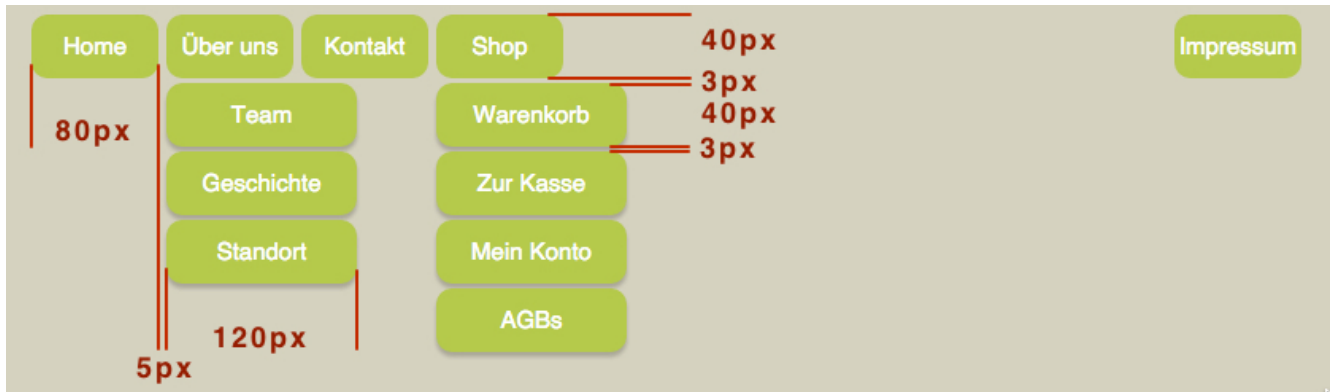 Home Über uns Kontakt Shop 40px Impressum
3px
Team Warenkorb 40px
80px
3px
Geschichte Zur Kasse
Standort Mein Konto
AGBs
120px
5px